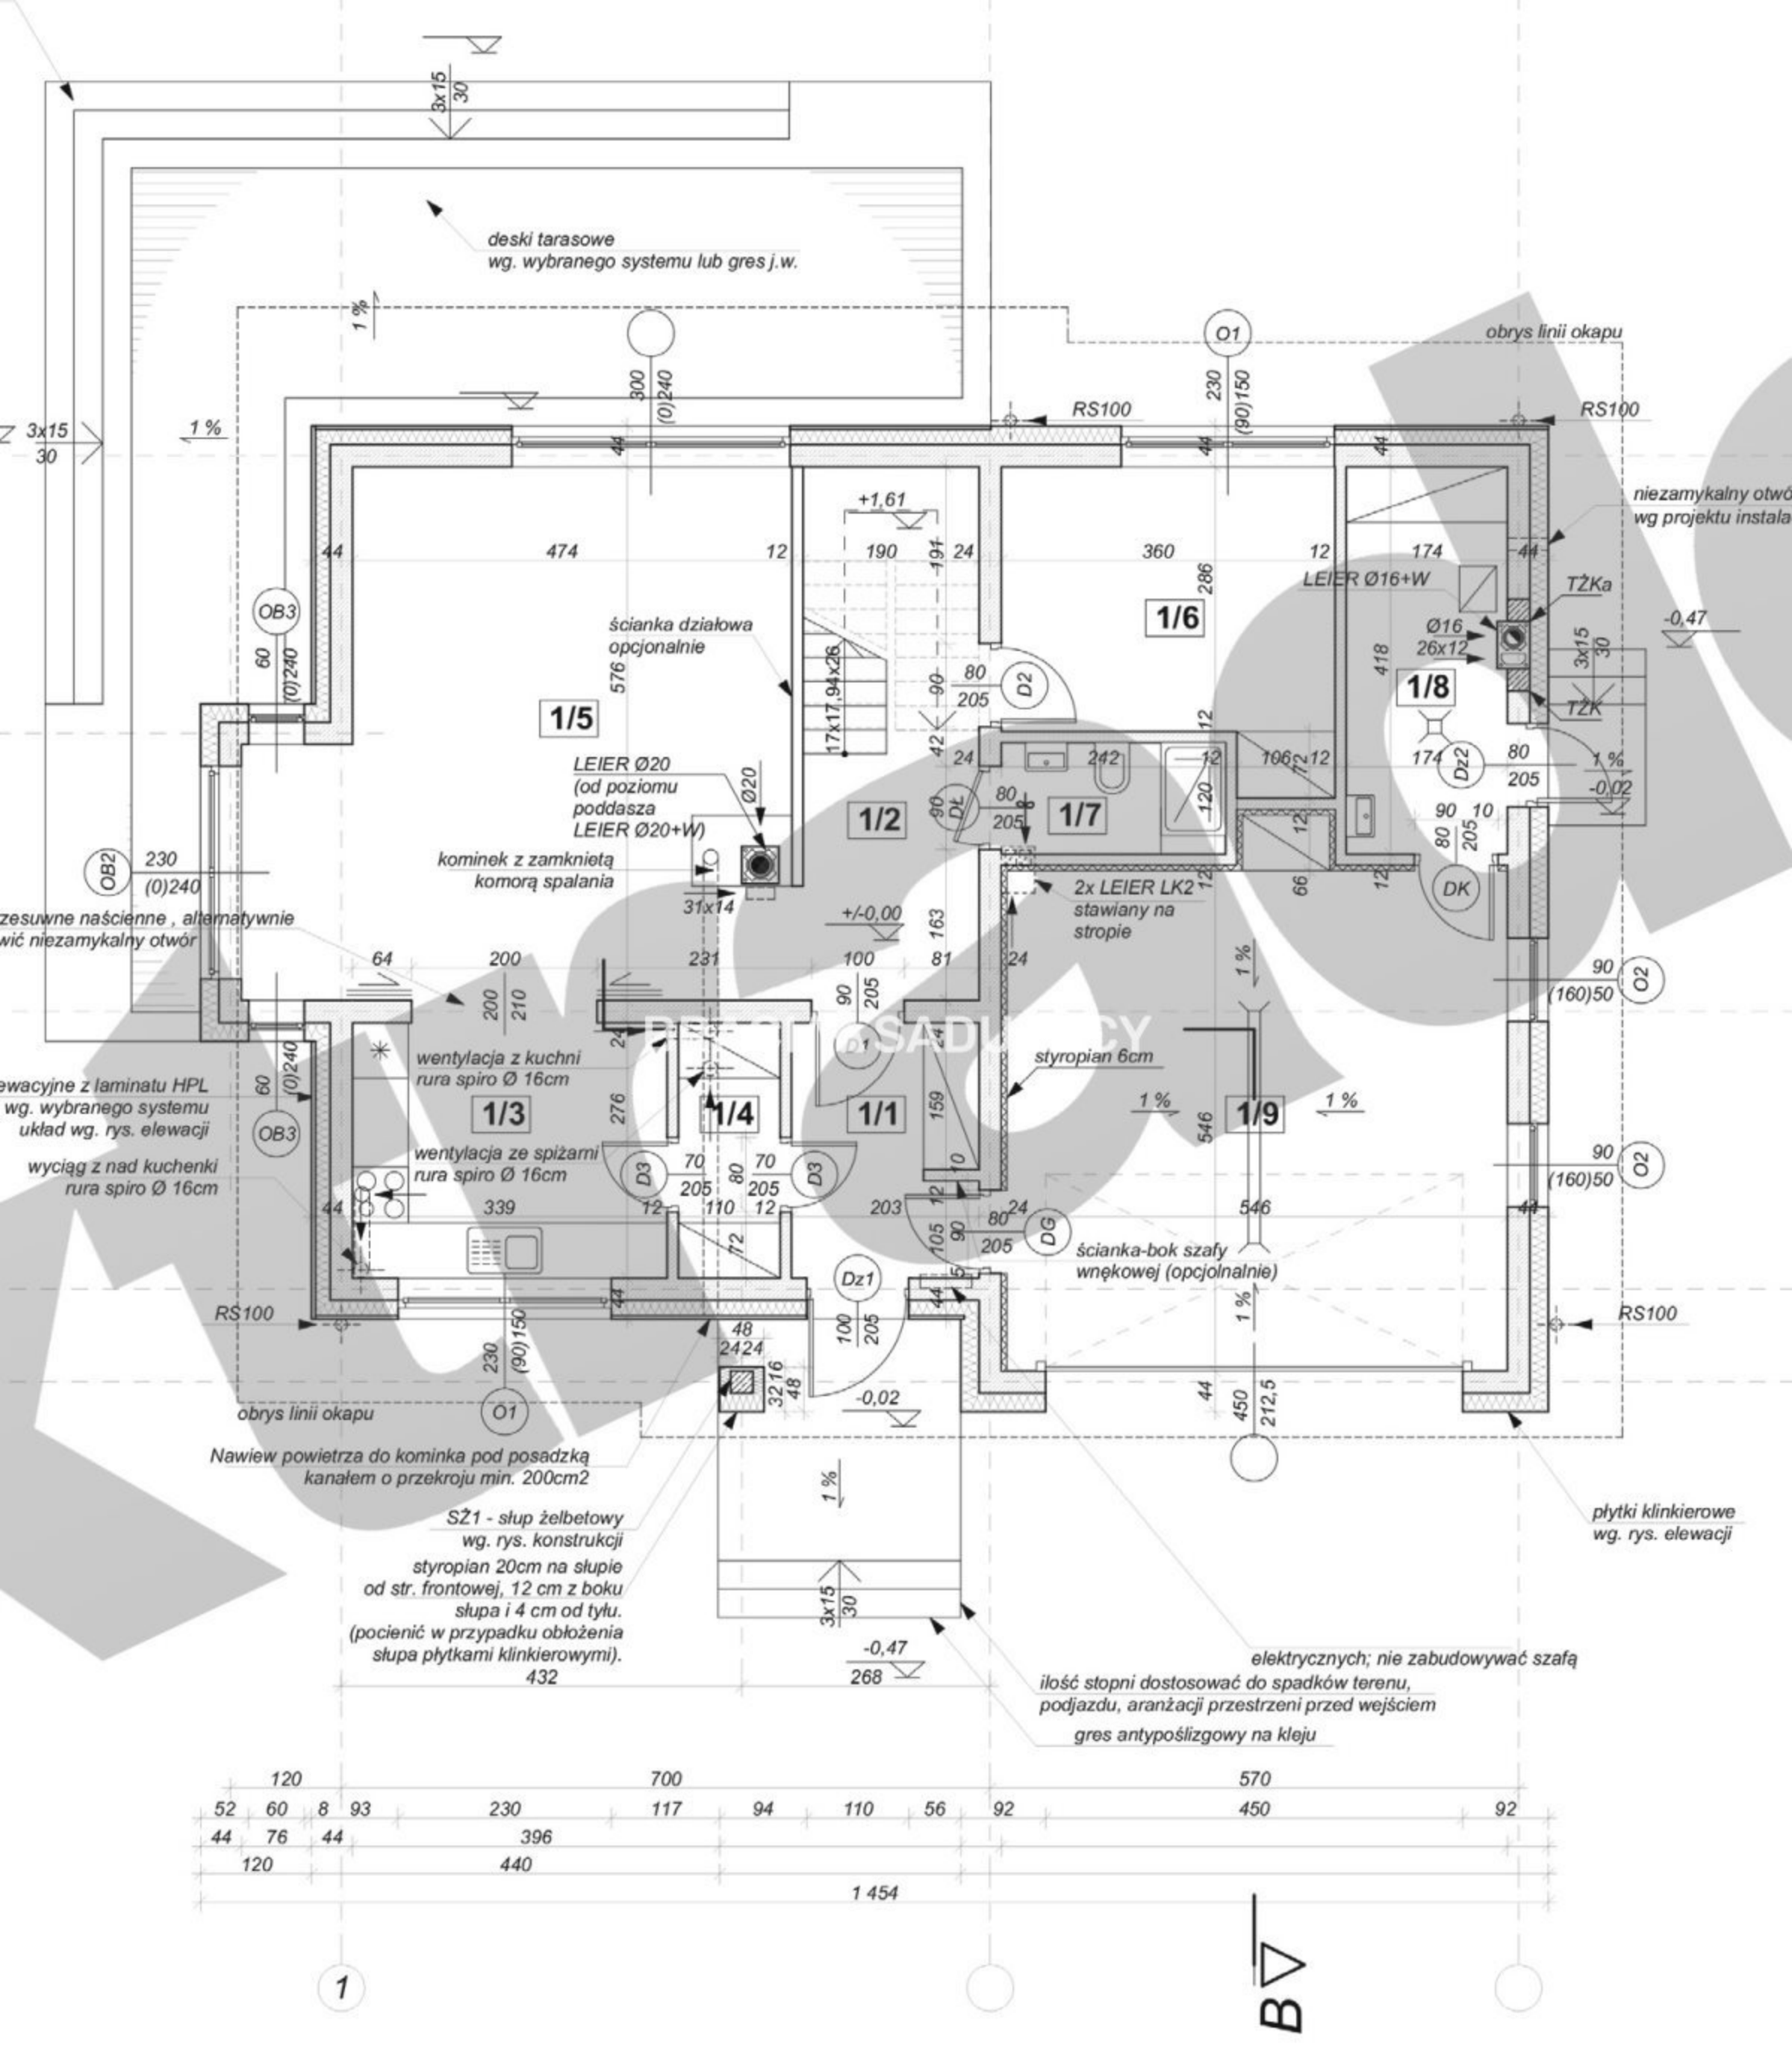 3x15
30
deski tarasowe
wg. wybranego systemu lub gres j.w.
1 %
obrys linii okapu
O1
300
(0)240
230
(90)150
RS100
RS100
3x15
30
1 %
44
44
44
niezamykalny otwó
wg projektu instala
+1,61
44
474
12
190
191
24
360
12
174
44
286
LEIER Ø16+W
TŻKa
OB3
60
(0)240
ścianka działowa
opcjonalnie
576
1/6
Ø16
26x12
418
3x15
30
-0,47
17x17,94x26
90
80
205
D2
1/8
TŻK
1/5
42
12
24
242
12
106
12
72
174
Dz2
80
205
1 %
-0,02
LEIER Ø20
(od poziomu
poddasza
LEIER Ø20+W)
Ø20
1/2
90
DŁ
80
205
8
1/7
120
12
90
10
80
205
OB2
230
(0)240
kominek z zamkniętą
komorą spalania
31x14
2x LEIER LK2
stawiany na
stropie
12
66
12
DK
zesuwne naścienne , alternatywnie
wić niezamykalny otwór
+/-0,00
163
64
200
231
100
81
24
1 %
90
(160)50
O2
200
210
90
205
24
D1
24
styropian 6cm
wentylacja z kuchni
rura spiro Ø 16cm
60
(0)240
OB3
ewacyjne z laminatu HPL
wg. wybranego systemu
układ wg. rys. elewacji
1/3
276
1/4
1/1
159
1 %
1/9
1 %
546
wyciąg z nad kuchenki
rura spiro Ø 16cm
wentylacja ze spiżarni
rura spiro Ø 16cm
D3
70
205
80
70
205
D3
10
90
(160)50
O2
44
339
12
110
12
203
12
24
546
44
72
105
90
80
205
DG
ścianka-bok szafy
wnękowej (opcjolnalnie)
Dz1
5
44
44
1 %
RS100
RS100
230
(90)150
48
24 24
100
205
32 16
48
-0,02
44
450
212,5
obrys linii okapu
O1
Nawiew powietrza do kominka pod posadzką
kanałem o przekroju min. 200cm2
1 %
SŻ1 - słup żelbetowy
wg. rys. konstrukcji
płytki klinkierowe
wg. rys. elewacji
styropian 20cm na słupie
od str. frontowej, 12 cm z boku
słupa i 4 cm od tyłu.
(pocienić w przypadku obłożenia
słupa płytkami klinkierowymi).
3x15
30
-0,47
elektrycznych; nie zabudowywać szafą
432
268
ilość stopni dostosować do spadków terenu,
podjazdu, aranżacji przestrzeni przed wejściem
gres antypoślizgowy na kleju
120
700
570
52
60
8
93
230
117
94
110
56
92
450
92
44
76
44
396
120
440
1 454
1
B